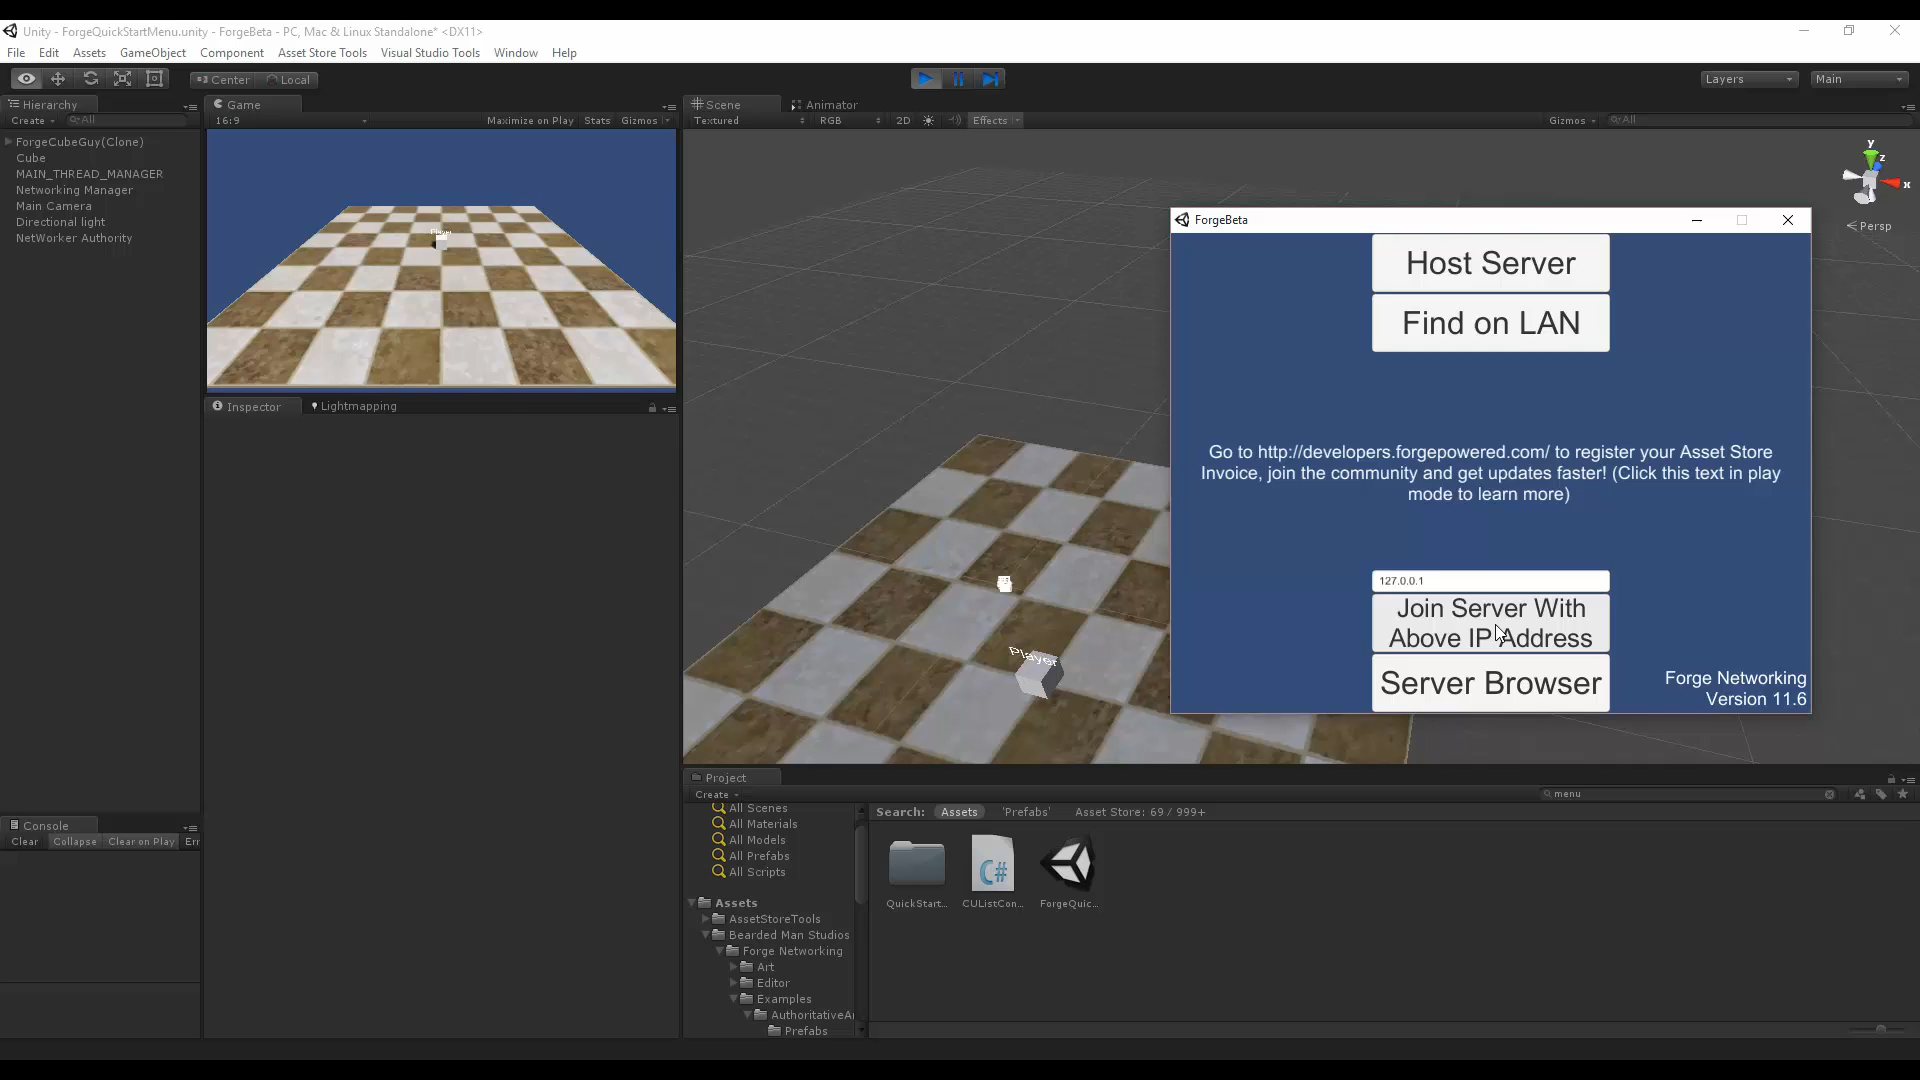 Unity - ForgeQuickStartMenu.unity - ForgeBeta - PC, Mac & Linux Standalone* <DX11>
File Edit Assets GameObject Component Asset Store Tools Visual Studio Tools Window Help
Center Local
Layers Main
Hierarchy
Create All
ForgeCubeGuy(Clone)
Cube
MAIN_THREAD_MANAGER
Networking Manager
Main Camera
Directional light
NetWorker Authority
Game
16:9 Maximize on Play Stats Gizmos
Player
Inspector Lightmapping
Scene Animator
Textured RGB 2D Effects Gizmos All
y
z
x
Persp
Player
ForgeBeta
Host Server
Find on LAN
Go to http://developers.forgepowered.com/ to register your Asset Store
Invoice, join the community and get updates faster! (Click this text in play
mode to learn more)
127.0.0.1
Join Server With
Above IP Address
Server Browser
Forge Networking
Version 11.6
Console
Clear Collapse Clear on Play Err
Project
Create menu
All Scenes
All Materials
All Models
All Prefabs
All Scripts
Assets
AssetStoreTools
Bearded Man Studios
Forge Networking
Art
Editor
Examples
AuthoritativeA
Prefabs
Search: Assets 'Prefabs' Asset Store: 69 / 999+
C#
QuickStart... CUListCon... ForgeQuic...